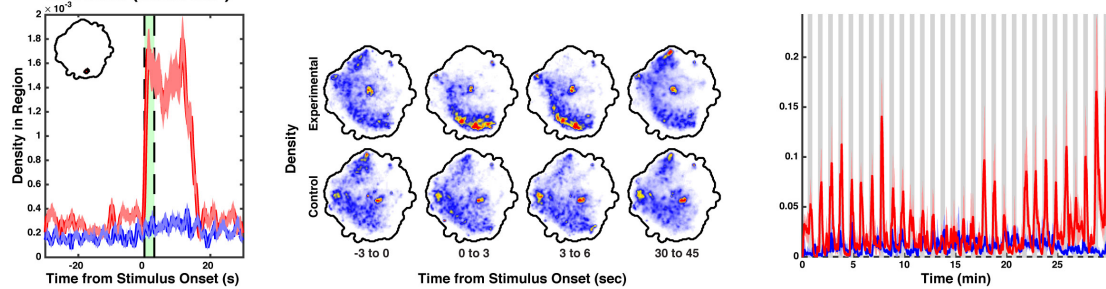 2 × 10⁻³
1.8
1.6
1.4
1.2
1
0.8
0.6
0.4
0.2
0
Density in Region
-20
0
20
Time from Stimulus Onset (s)
Density
Experimental
Control
-3 to 0
0 to 3
3 to 6
30 to 45
Time from Stimulus Onset (sec)
0.2
0.15
0.1
0.05
0
0
5
10
15
20
25
Time (min)